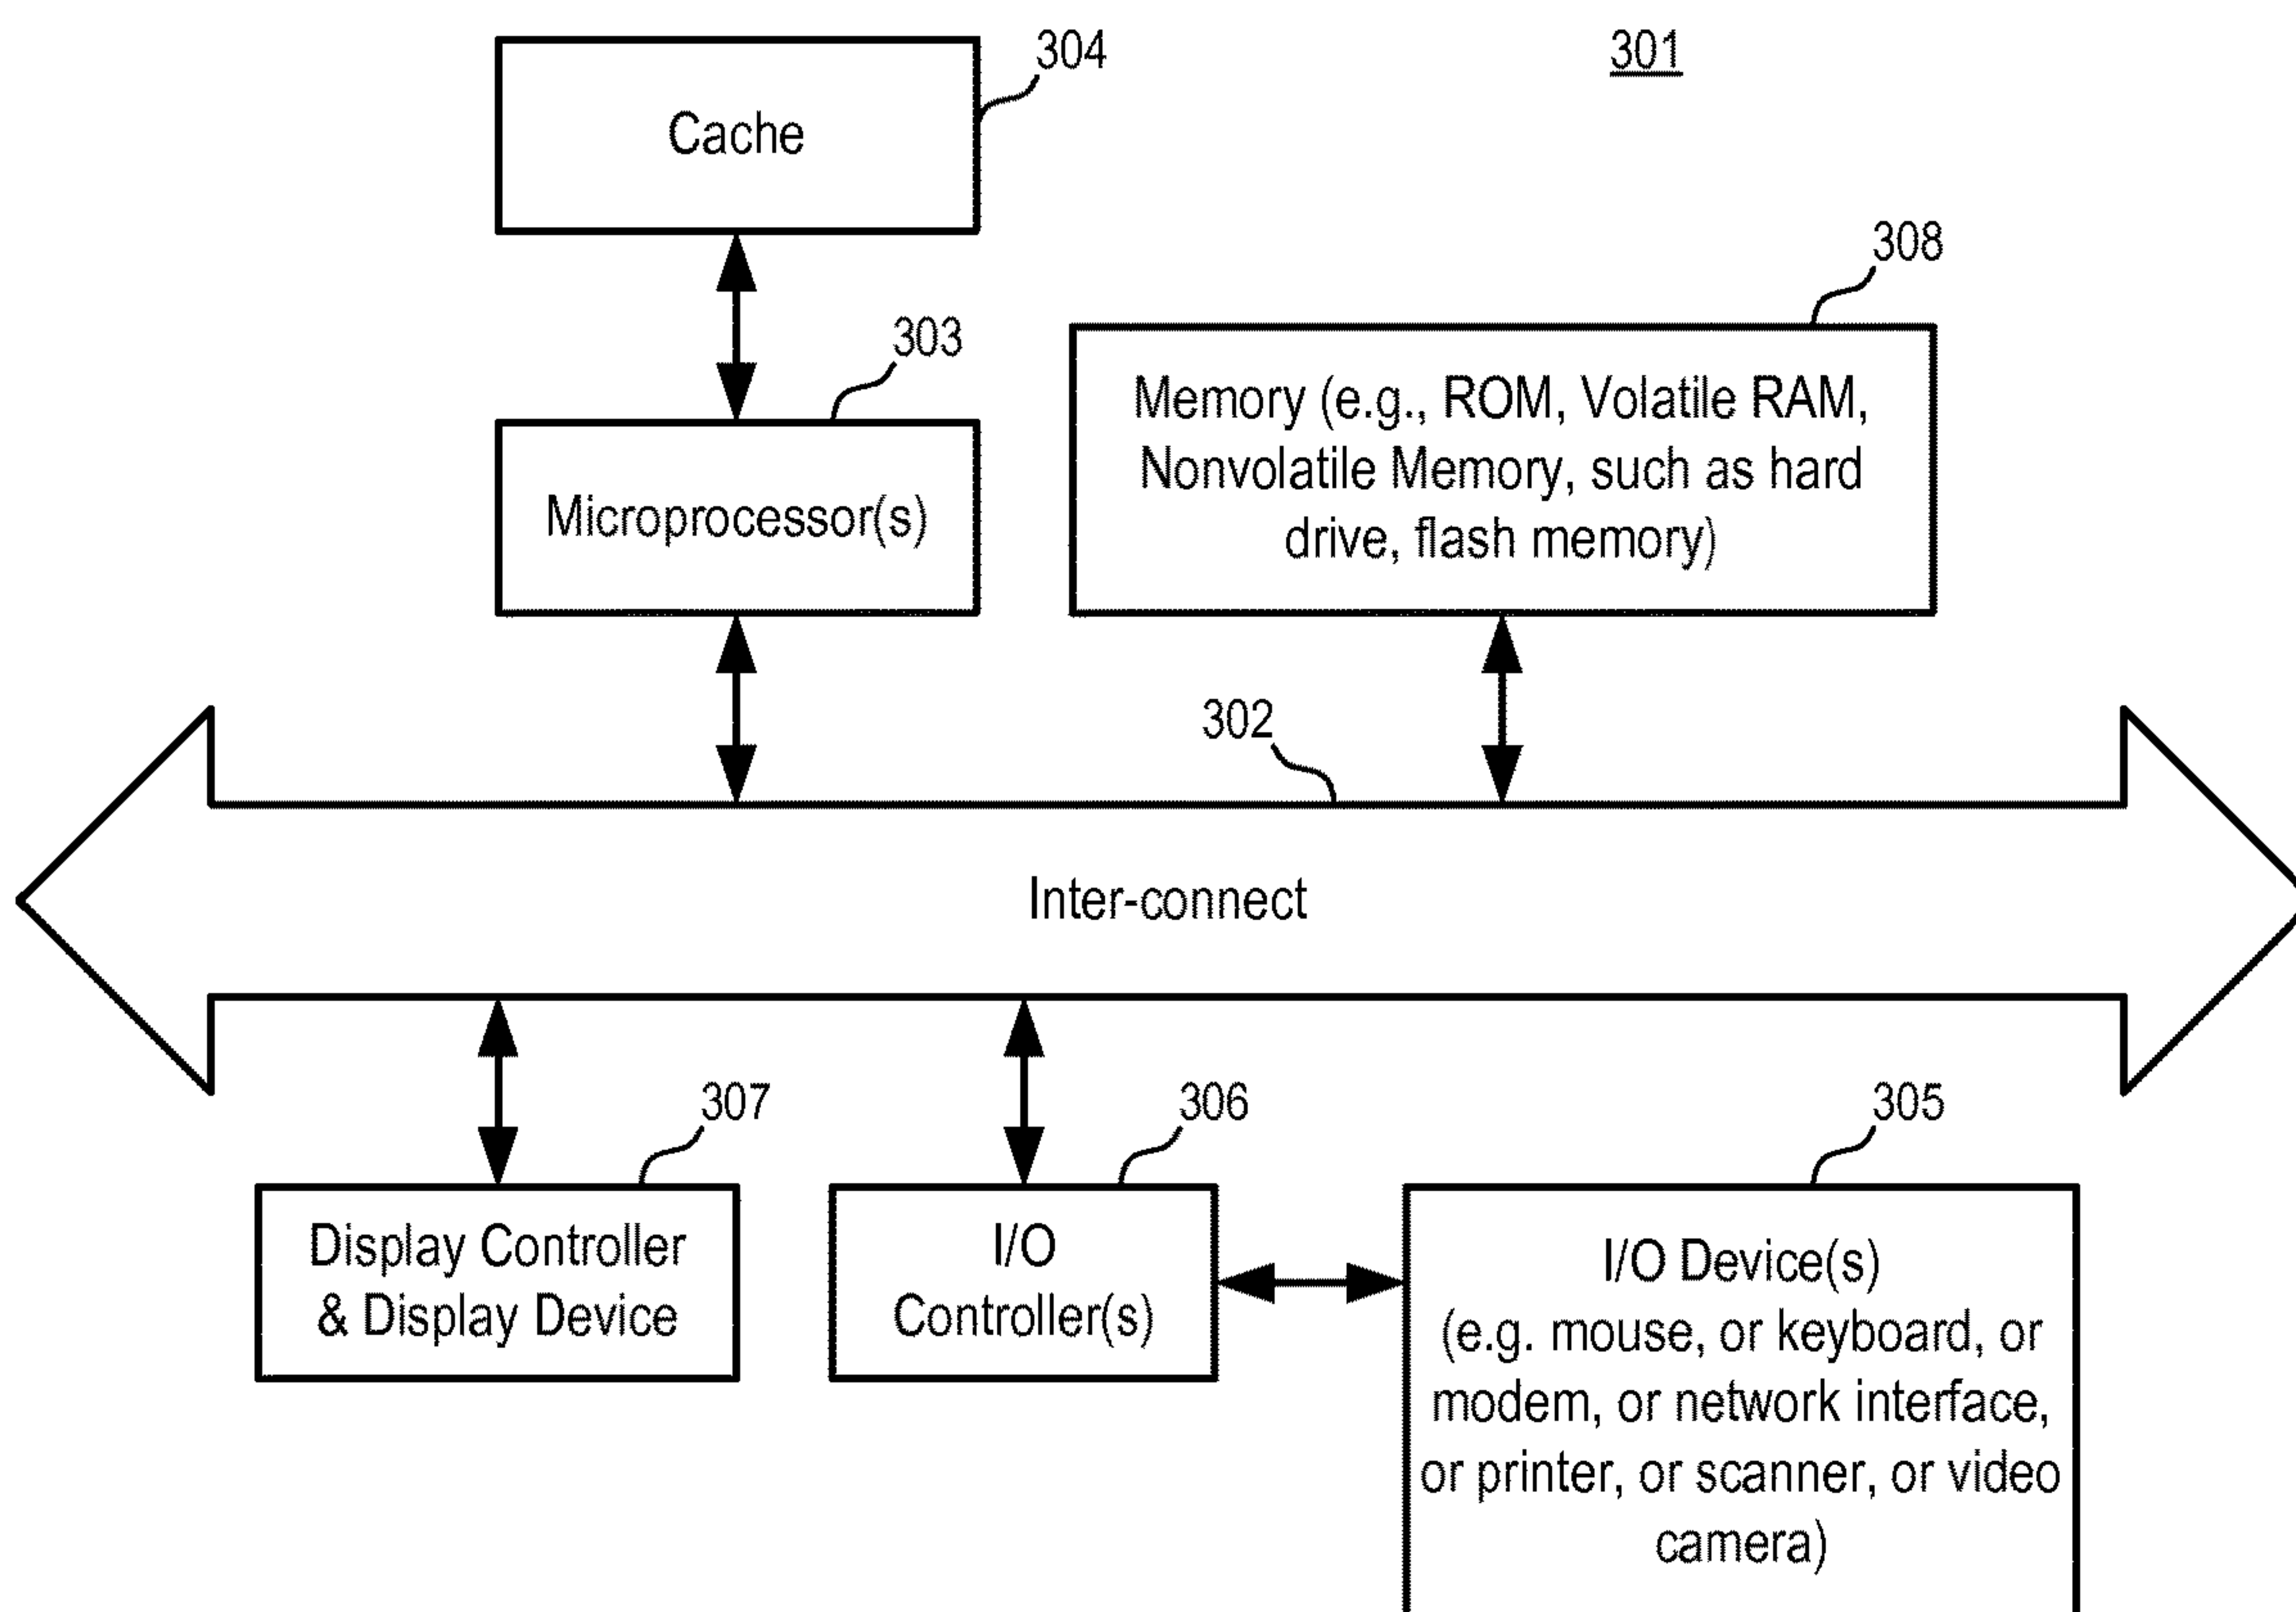 304
301
Cache
308
303
Memory (e.g., ROM, Volatile RAM,
Nonvolatile Memory, such as hard
drive, flash memory)
Microprocessor(s)
302
Inter-connect
307
306
305
Display Controller
& Display Device
I/O
Controller(s)
I/O Device(s)
(e.g. mouse, or keyboard, or
modem, or network interface,
or printer, or scanner, or video
camera)